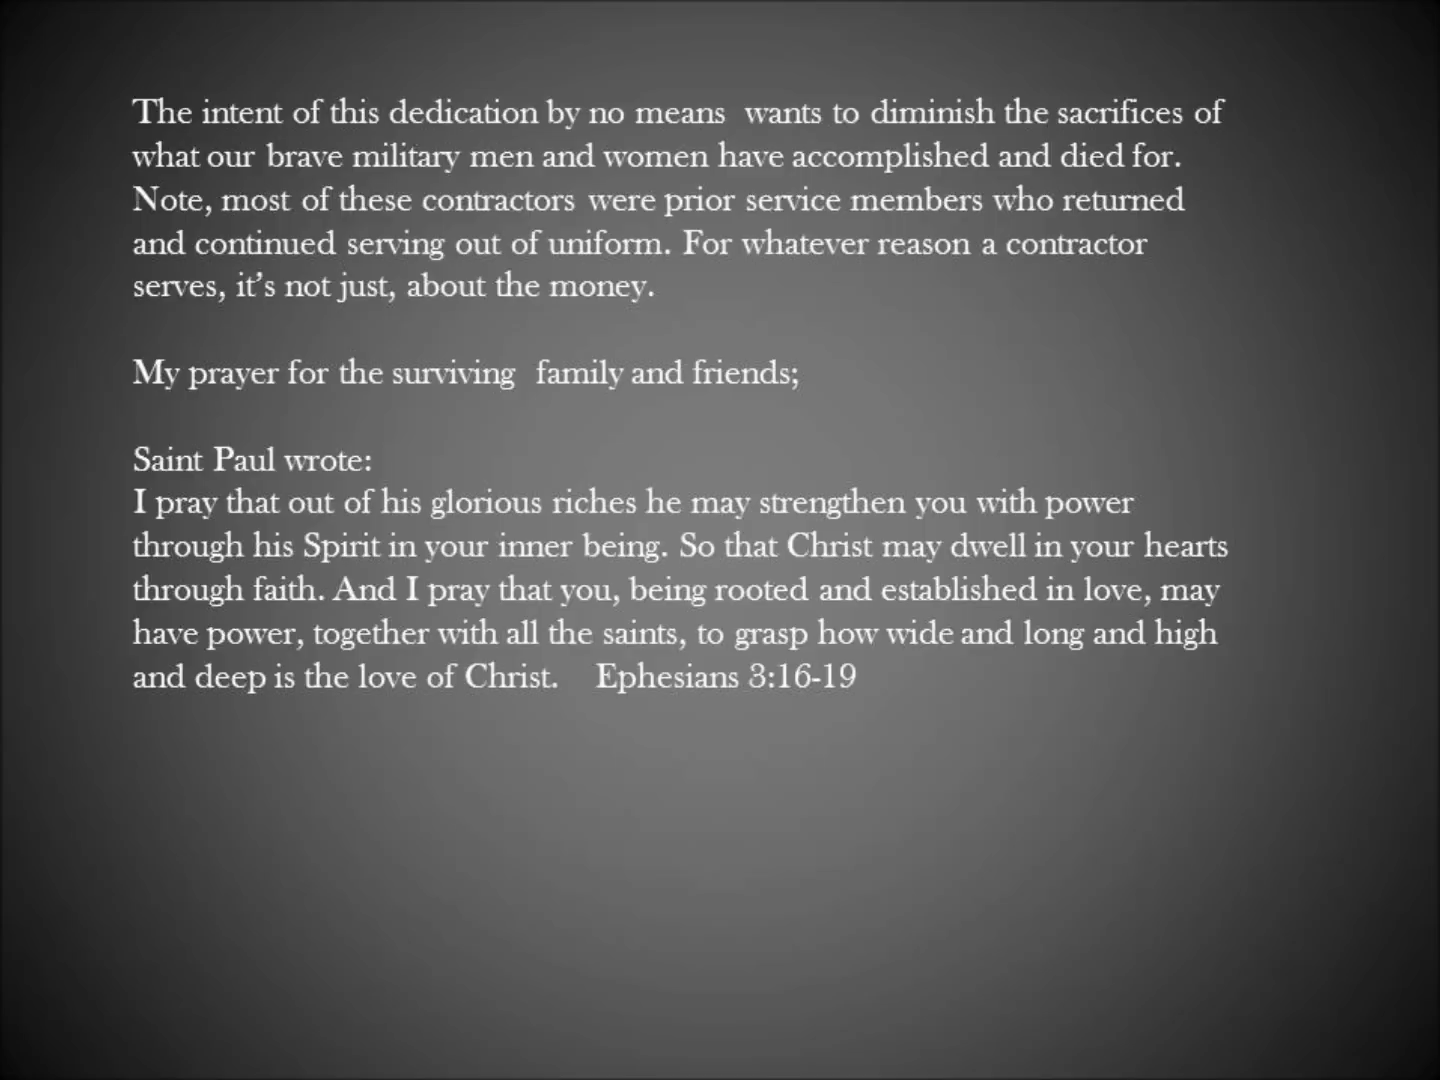 The intent of this dedication by no means wants to diminish the sacrifices of
what our brave military men and women have accomplished and died for.
Note, most of these contractors were prior service members who returned
and continued serving out of uniform. For whatever reason a contractor
serves, it’s not just, about the money.
My prayer for the surviving family and friends;
Saint Paul wrote:
I pray that out of his glorious riches he may strengthen you with power
through his Spirit in your inner being. So that Christ may dwell in your hearts
through faith. And I pray that you, being rooted and established in love, may
have power, together with all the saints, to grasp how wide and long and high
and deep is the love of Christ. Ephesians 3:16-19